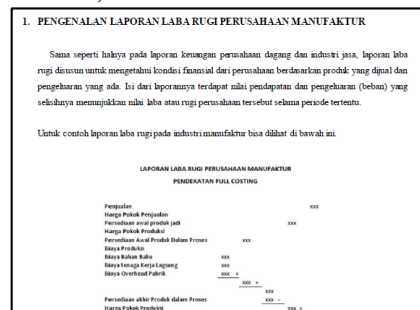 1. PENGENALAN LAPORAN LABA RUGI PERUSAHAAN MANUFAKTUR
Sama seperti halnya pada laporan keuangan perusahaan dagang dan industri jasa, laporan laba
rugi disusun untuk mengetahui kondisi finansial dari perusahaan berdasarkan produk yang dijual dan
pengeluaran yang ada. Isi dari laporannya terdapat nilai pendapatan dan pengeluaran (beban) yang
selisihnya menunjukkan nilai laba atau rugi perusahaan tersebut selama periode tertentu.
Untuk contoh laporan laba rugi pada industri manufaktur bisa dilihat di bawah ini.
LAPORAN LABA RUGI PERUSAHAAN MANUFAKTUR
PENDEKATAN FULL COSTING
Penjualan xxx
Harga Pokok Penjualan
Persediaan awal produk jadi xxx
Harga Pokok Produksi
Persediaan Awal Produk Dalam Proses xxx
Biaya Produksi
Biaya Bahan Baku xxx
Biaya tenaga Kerja Lagsung xxx
Biaya Overhead Pabrik xxx +
xxx +
xxx
Persediaan akhir Produk dalam Proses xxx -
Harga Pokok Produksi xxx +